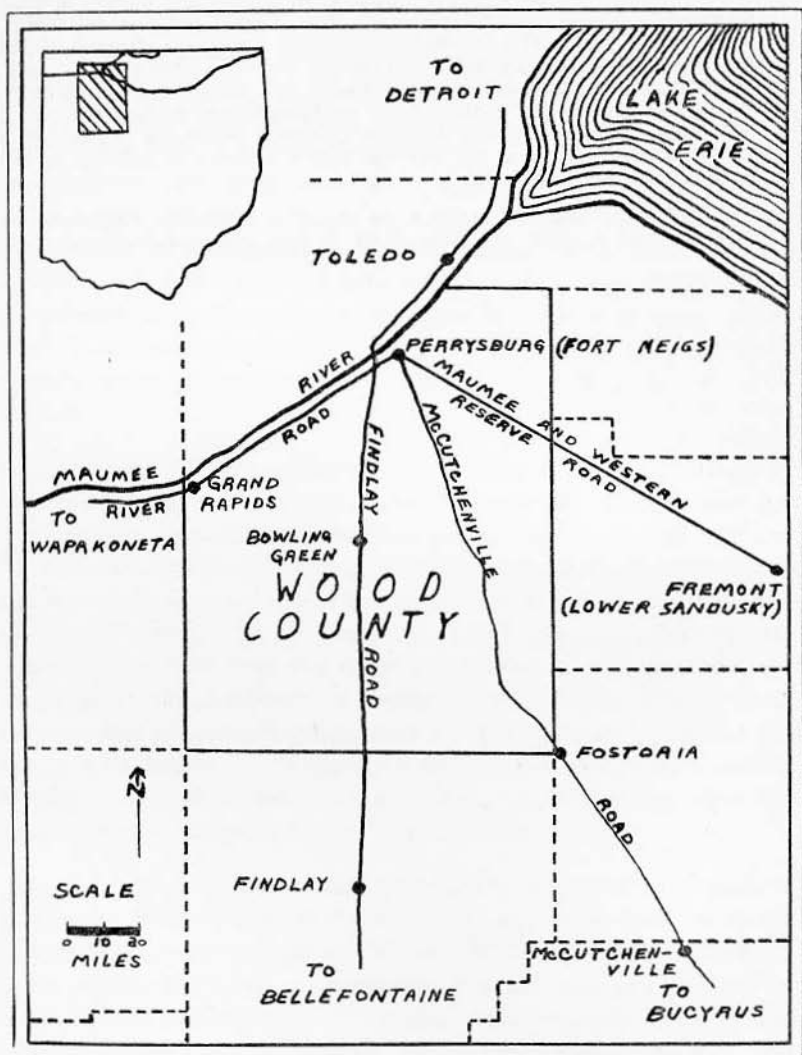 TO
DETROIT
LAKE
ERIE
TOLEDO
PERRYSBURG (FORT NEIGS)
RIVER
ROAD
MAUMEE AND WESTERN
RESERVE ROAD
McCUTCHENVILLE
FINDLAY
MAUMEE
RIVER
GRAND
RAPIDS
TO
WAPAKONETA
BOWLING
GREEN
FREMONT
(LOWER SANDUSKY)
WOOD
COUNTY
ROAD
FOSTORIA
N
ROAD
SCALE
0 10 20
MILES
FINDLAY
McCUTCHEN-
VILLE
TO
BELLEFONTAINE
TO
BUCYRUS